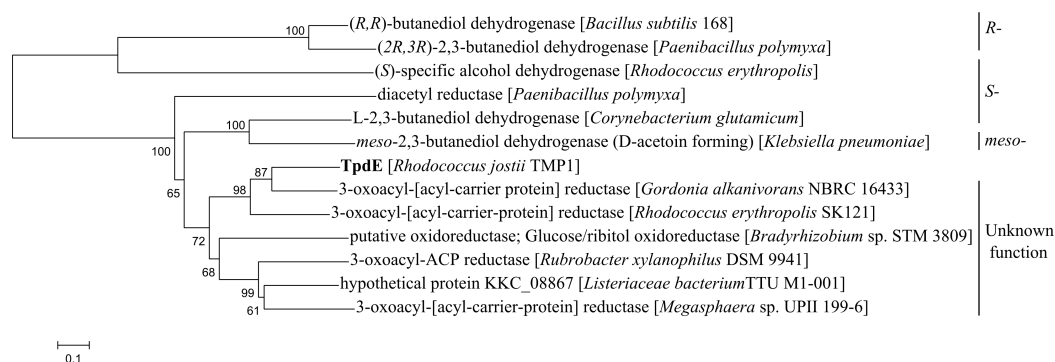 (R,R)-butanediol dehydrogenase [Bacillus subtilis 168]
100
R-
(2R,3R)-2,3-butanediol dehydrogenase [Paenibacillus polymyxa]
(S)-specific alcohol dehydrogenase [Rhodococcus erythropolis]
diacetyl reductase [Paenibacillus polymyxa]
S-
L-2,3-butanediol dehydrogenase [Corynebacterium glutamicum]
100
meso-2,3-butanediol dehydrogenase (D-acetoin forming) [Klebsiella pneumoniae]
meso-
100
TpdE [Rhodococcus jostii TMP1]
87
3-oxoacyl-[acyl-carrier protein] reductase [Gordonia alkanivorans NBRC 16433]
98
65
3-oxoacyl-[acyl-carrier-protein] reductase [Rhodococcus erythropolis SK121]
72
putative oxidoreductase; Glucose/ribitol oxidoreductase [Bradyrhizobium sp. STM 3809]
Unknown
function
68
3-oxoacyl-ACP reductase [Rubrobacter xylanophilus DSM 9941]
hypothetical protein KKC_08867 [Listeriaceae bacteriumTTU M1-001]
99
3-oxoacyl-[acyl-carrier-protein] reductase [Megasphaera sp. UPII 199-6]
61
0.1